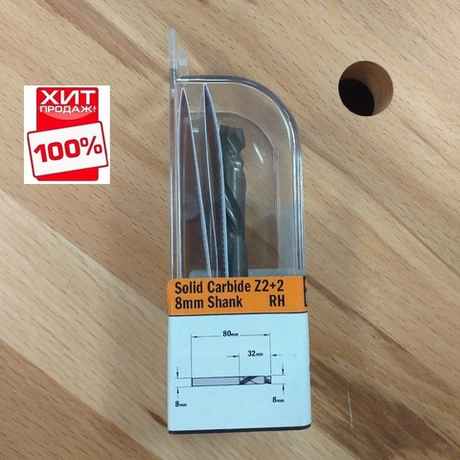 ХИТ
ПРОДАЖ!
100%
Solid Carbide Z2+2
8mm Shank RH
80mm
32mm
8mm
8mm